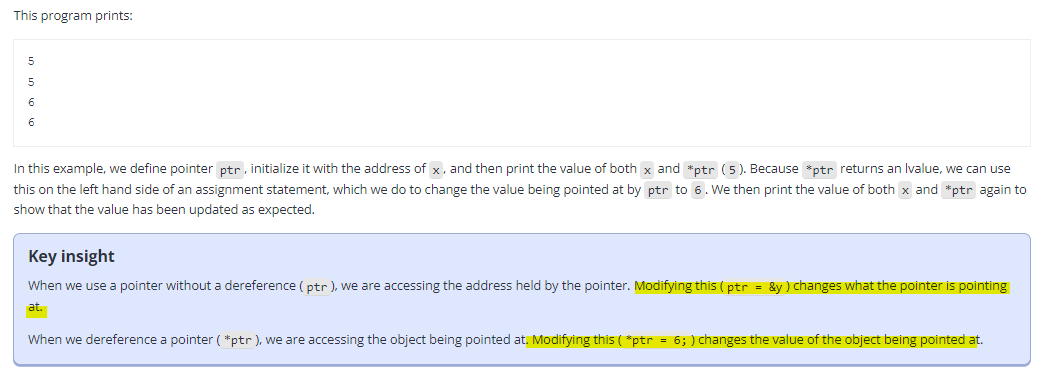 This program prints:
5
5
6
6
In this example, we define pointer ptr, initialize it with the address of x, and then print the value of both x and *ptr (5). Because *ptr returns an lvalue, we can use
this on the left hand side of an assignment statement, which we do to change the value being pointed at by ptr to 6. We then print the value of both x and *ptr again to
show that the value has been updated as expected.
Key insight
When we use a pointer without a dereference (ptr), we are accessing the address held by the pointer. Modifying this (ptr = &y) changes what the pointer is pointing
at.
When we dereference a pointer (*ptr), we are accessing the object being pointed at. Modifying this (*ptr = 6;) changes the value of the object being pointed at.